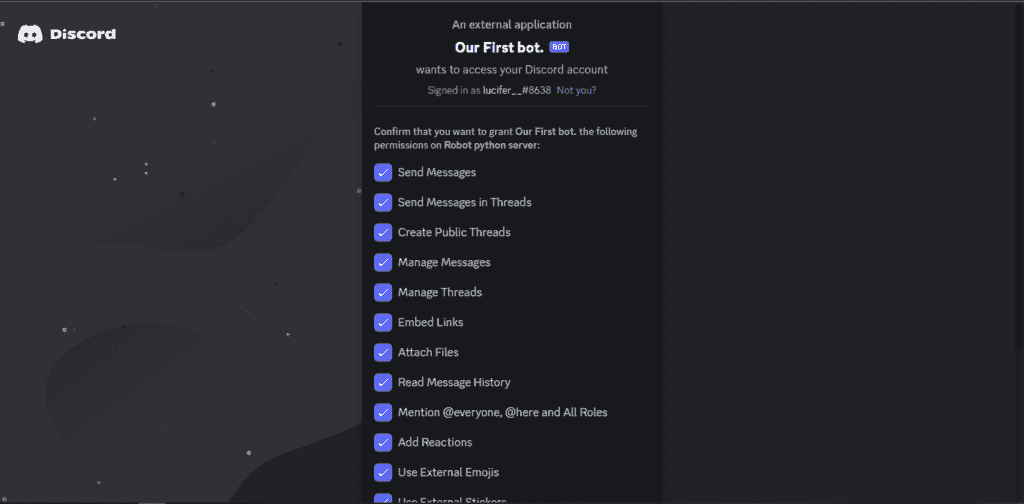 Discord
An external application
Our First bot. BOT
wants to access your Discord account
Signed in as lucifer__#8638 Not you?
Confirm that you want to grant Our First bot. the following
permissions on Robot python server:
Send Messages
Send Messages in Threads
Create Public Threads
Manage Messages
Manage Threads
Embed Links
Attach Files
Read Message History
Mention @everyone, @here and All Roles
Add Reactions
Use External Emojis
Use External Stickers